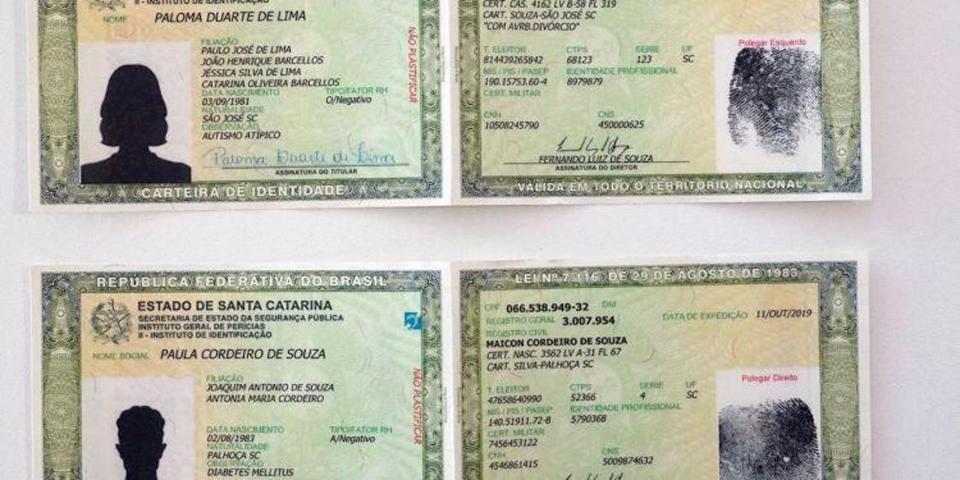 II - INSTITUTO DE IDENTIFICAÇÃO
NOME
PALOMA DUARTE DE LIMA
FILIAÇÃO
PAULO JOSÉ DE LIMA
JOÃO HENRIQUE BARCELLOS
JÉSSICA SILVA DE LIMA
CATARINA OLIVEIRA BARCELLOS
DATA NASCIMENTO TIPO/FATOR RH
03/09/1981 O/Negativo
NATURALIDADE
SÃO JOSÉ SC
OBSERVAÇÃO
AUTISMO ATÍPICO
Paloma Duarte de Lima
ASSINATURA DO TITULAR
CARTEIRA DE IDENTIDADE
NÃO PLASTIFICAR
CERT. CAS. 4162 LV B-58 FL 319
CART. SOUZA-SÃO JOSÉ SC
"COM AVRB.DIVÓRCIO"
T. ELEITOR CTPS SERIE UF
814439265842 68123 123 SC
NIS / PIS / PASEP IDENTIDADE PROFISSIONAL
190.15753.60-4 8979879
CERT. MILITAR
CNH CNS
10508245790 450000625
FERNANDO LUIZ DE SOUZA
ASSINATURA DO DIRETOR
Polegar Esquerdo
VÁLIDA EM TODO O TERRITÓRIO NACIONAL
REPÚBLICA FEDERATIVA DO BRASIL
ESTADO DE SANTA CATARINA
SECRETARIA DE ESTADO DA SEGURANÇA PÚBLICA
INSTITUTO GERAL DE PERÍCIAS
II - INSTITUTO DE IDENTIFICAÇÃO
NOME SOCIAL PAULA CORDEIRO DE SOUZA
FILIAÇÃO
JOAQUIM ANTONIO DE SOUZA
ANTONIA MARIA CORDEIRO
DATA NASCIMENTO TIPO/FATOR RH
02/08/1983 A/Negativo
NATURALIDADE
PALHOÇA SC
OBSERVAÇÃO
DIABETES MELLITUS
NÃO PLASTIFICAR
LEI Nº 7.116, DE 29 DE AGOSTO DE 1983
CPF 066.538.949-32 DNI
REGISTRO GERAL 3.007.954 DATA DE EXPEDIÇÃO 11/OUT/2019
REGISTRO CIVIL
MAICON CORDEIRO DE SOUZA
CERT. NASC. 3562 LV A-31 FL 67
CART. SILVA-PALHOÇA SC
T. ELEITOR CTPS SERIE UF
47658640990 52366 4 SC
NIS / PIS / PASEP IDENTIDADE PROFISSIONAL
140.51911.72-8 5790368
CERT. MILITAR
7456453122
CNH CNS
4546861415 5009874632
Polegar Direito